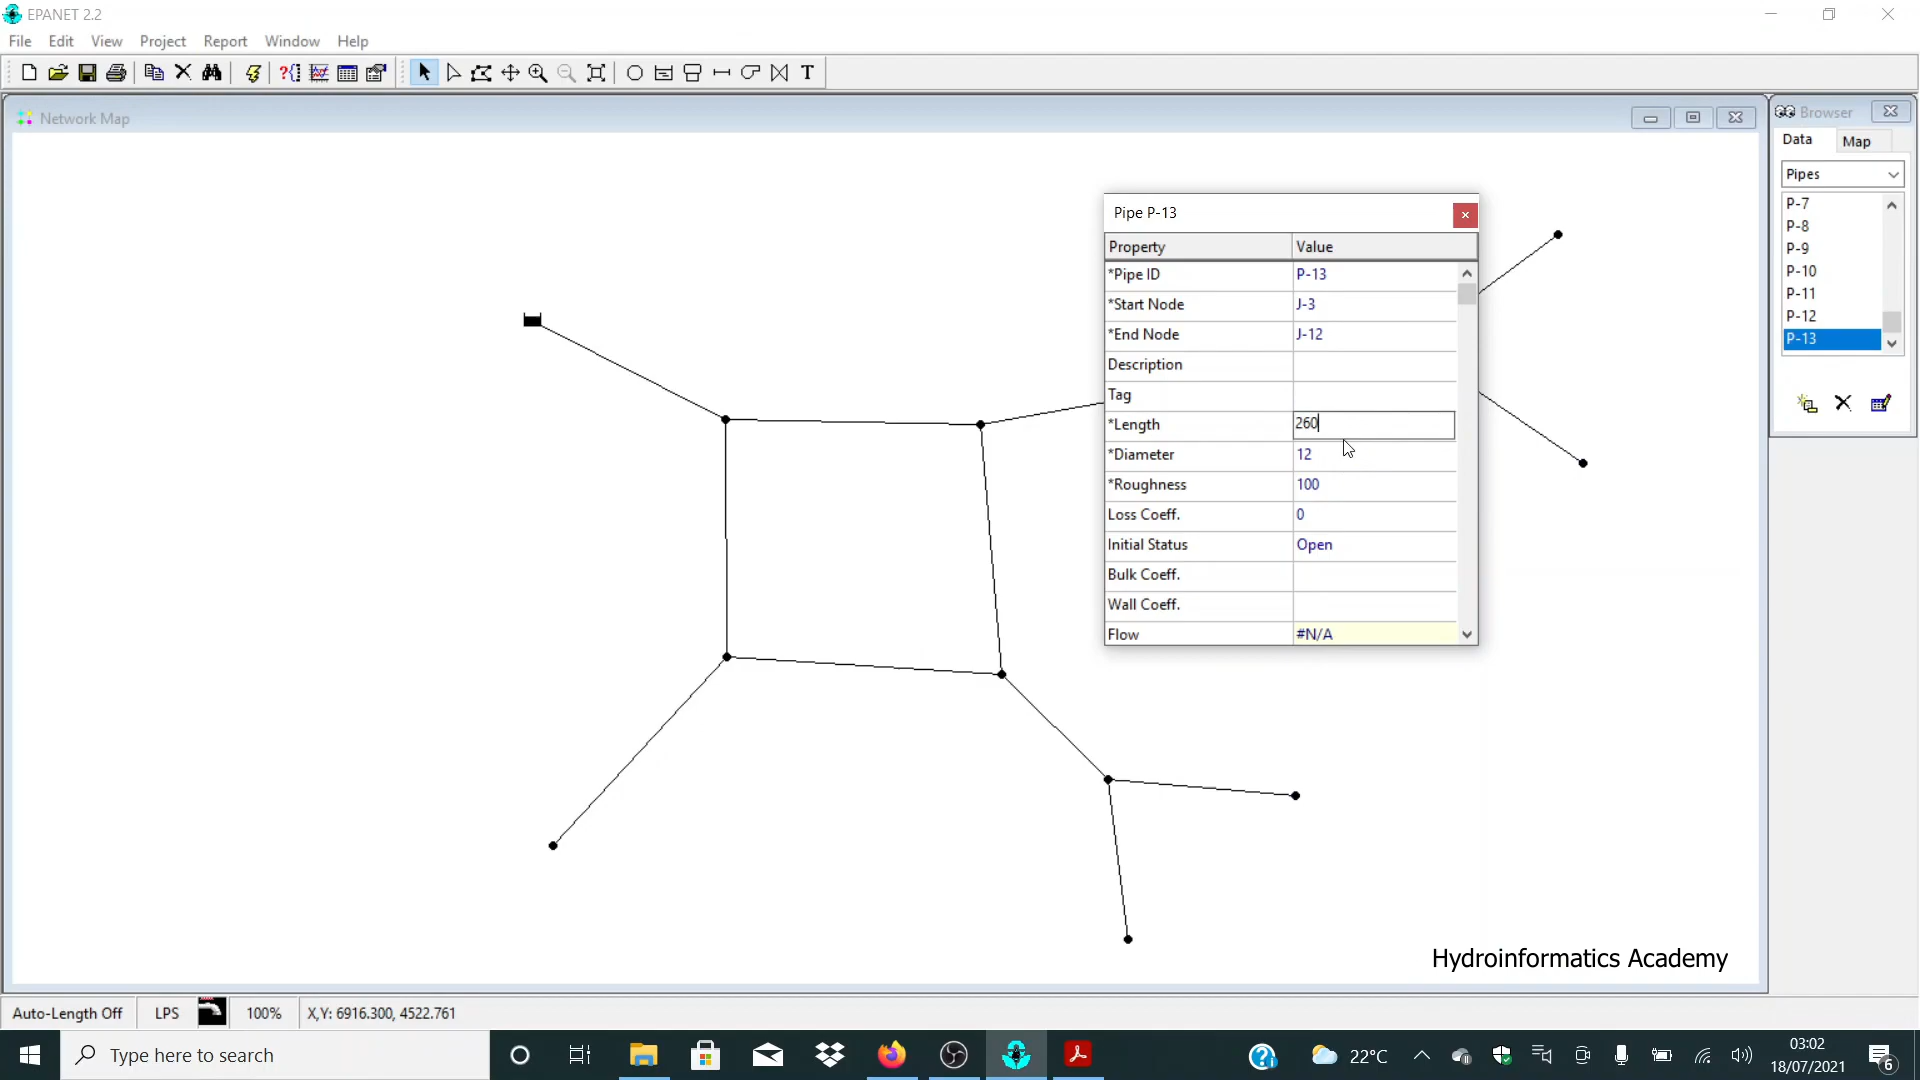 EPANET 2.2
File Edit View Project Report Window Help
T
Network Map
Browser
Data Map
Pipes
P-7
P-8
P-9
P-10
P-11
P-12
P-13
Pipe P-13
Property Value
*Pipe ID P-13
*Start Node J-3
*End Node J-12
Description
Tag
*Length 260
*Diameter 12
*Roughness 100
Loss Coeff. 0
Initial Status Open
Bulk Coeff.
Wall Coeff.
Flow #N/A
Hydroinformatics Academy
Auto-Length Off LPS 100% X,Y: 6916.300, 4522.761
Type here to search
22°C
03:02
18/07/2021
6